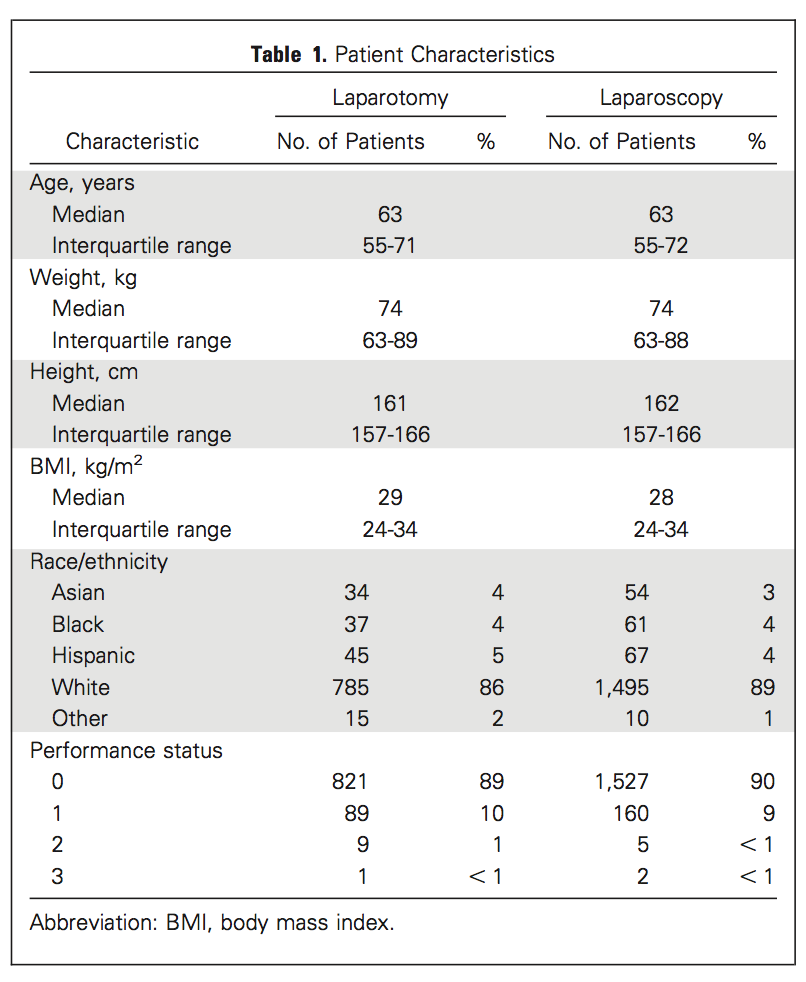 Table 1. Patient Characteristics
Laparotomy Laparoscopy
Characteristic No. of Patients % No. of Patients %
Age, years
Median 63 63
Interquartile range 55-71 55-72
Weight, kg
Median 74 74
Interquartile range 63-89 63-88
Height, cm
Median 161 162
Interquartile range 157-166 157-166
BMI, kg/m²
Median 29 28
Interquartile range 24-34 24-34
Race/ethnicity
Asian 34 4 54 3
Black 37 4 61 4
Hispanic 45 5 67 4
White 785 86 1,495 89
Other 15 2 10 1
Performance status
0 821 89 1,527 90
1 89 10 160 9
2 9 1 5 < 1
3 1 < 1 2 < 1
Abbreviation: BMI, body mass index.